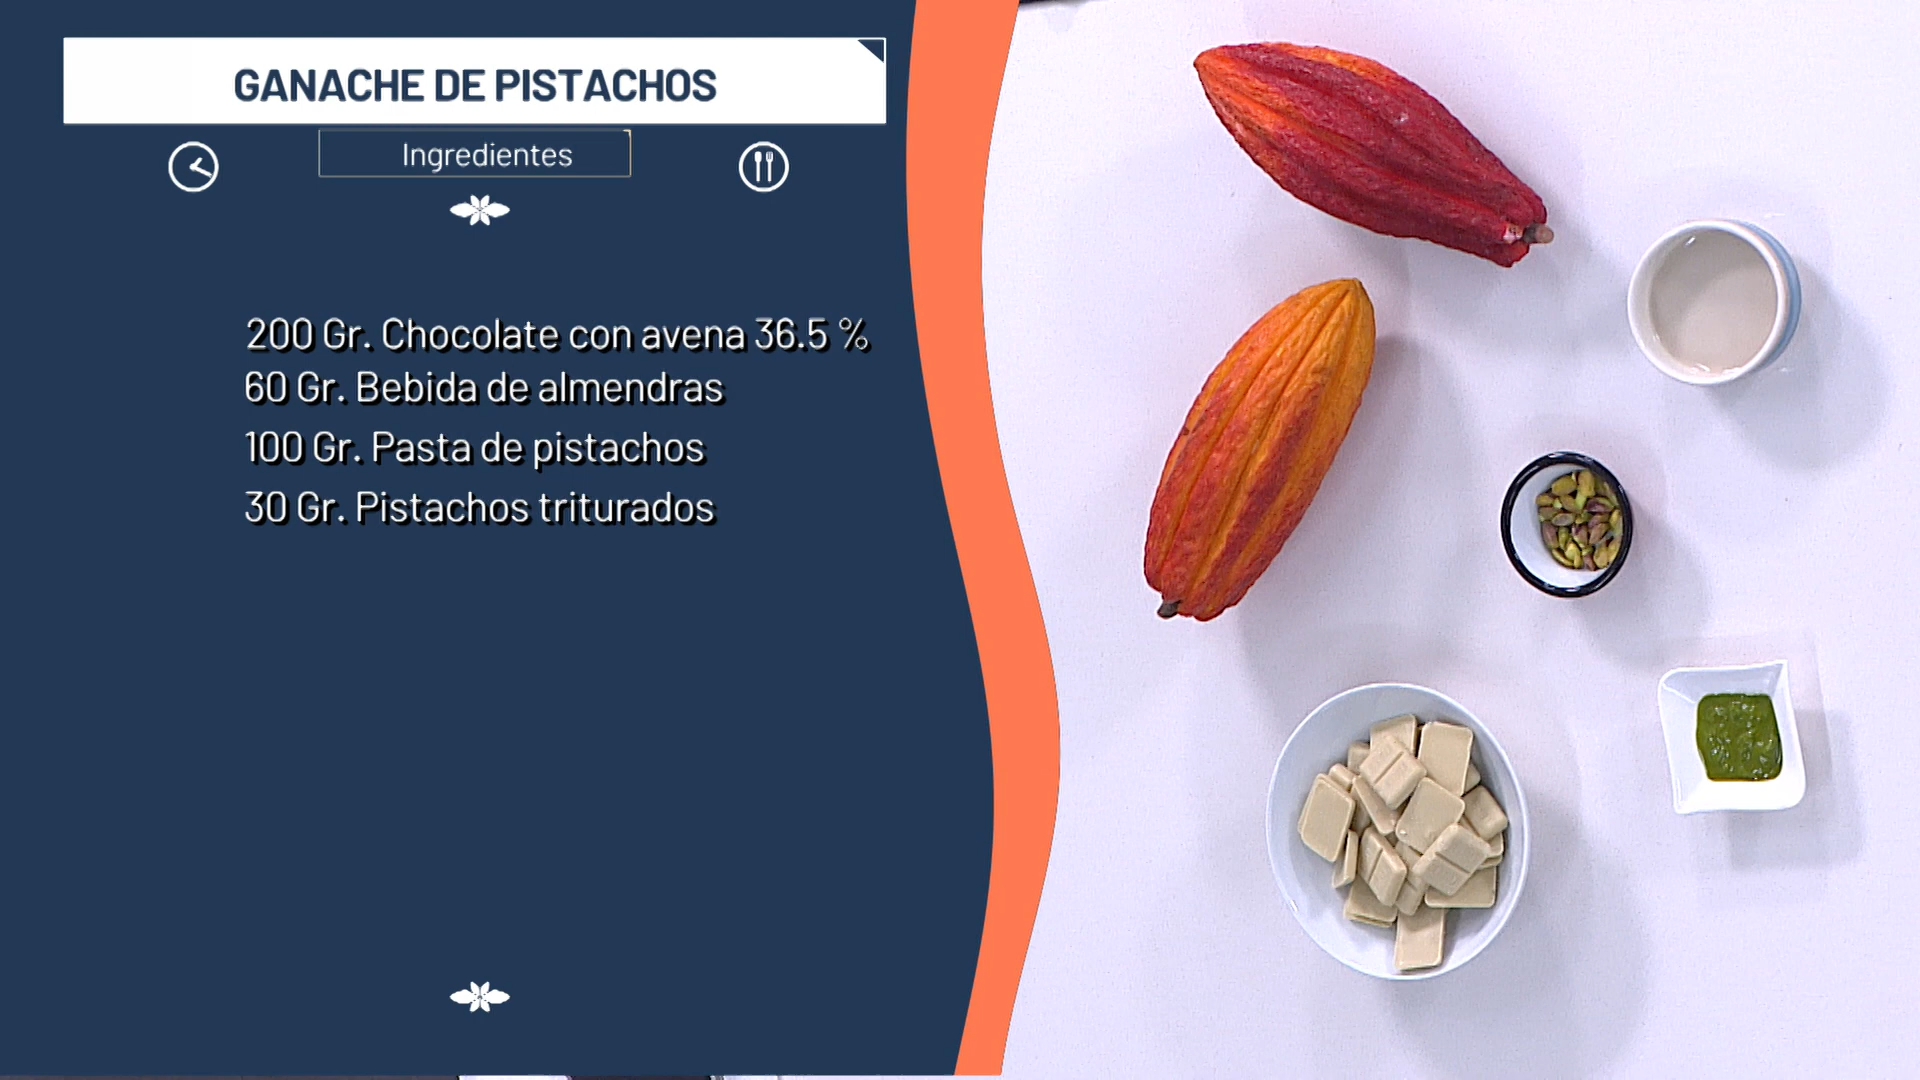 GANACHE DE PISTACHOS
Ingredientes
200 Gr. Chocolate con avena 36.5 %
60 Gr. Bebida de almendras
100 Gr. Pasta de pistachos
30 Gr. Pistachos triturados